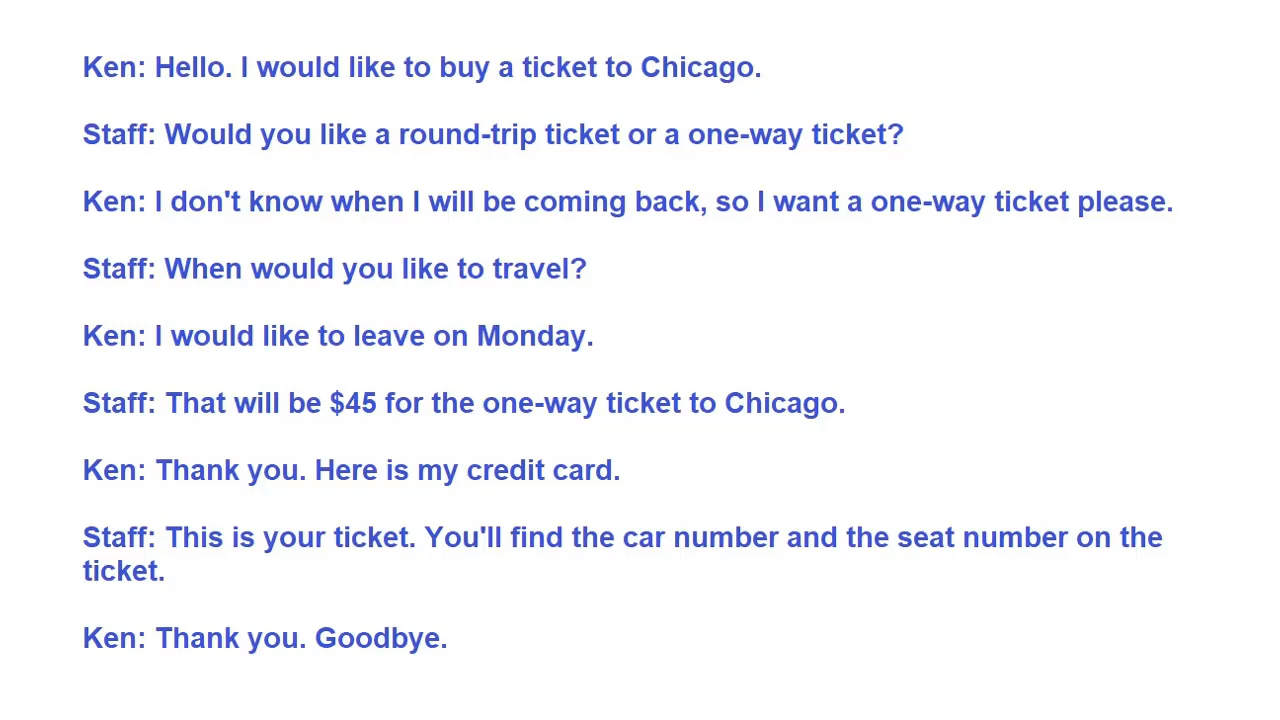 Ken: Hello. I would like to buy a ticket to Chicago.
Staff: Would you like a round-trip ticket or a one-way ticket?
Ken: I don't know when I will be coming back, so I want a one-way ticket please.
Staff: When would you like to travel?
Ken: I would like to leave on Monday.
Staff: That will be $45 for the one-way ticket to Chicago.
Ken: Thank you. Here is my credit card.
Staff: This is your ticket. You'll find the car number and the seat number on the
ticket.
Ken: Thank you. Goodbye.